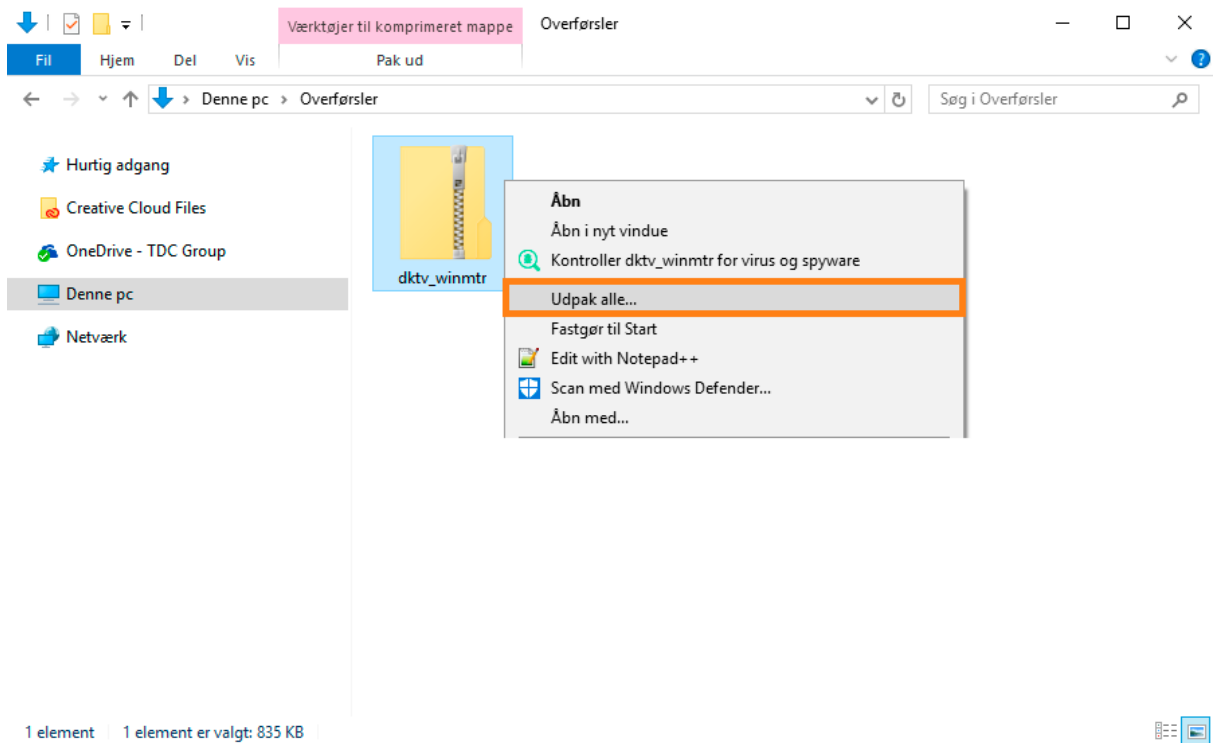 Værktøjer til komprimeret mappe
Overførsler
Fil Hjem Del Vis Pak ud
Denne pc Overførsler
Søg i Overførsler
Hurtig adgang
Creative Cloud Files
OneDrive - TDC Group
Denne pc
Netværk
dktv_winmtr
Åbn
Åbn i nyt vindue
Kontroller dktv_winmtr for virus og spyware
Udpak alle...
Fastgør til Start
Edit with Notepad++
Scan med Windows Defender...
Åbn med...
1 element 1 element er valgt: 835 KB